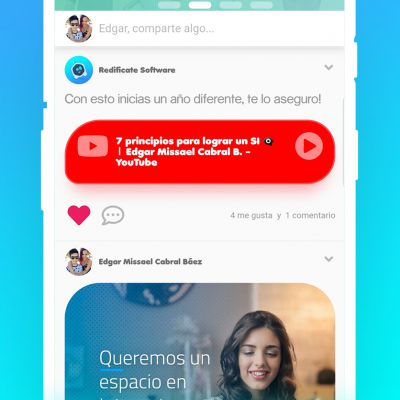 Edgar, comparte algo...
Redificate Software
Con esto inicias un año diferente, te lo aseguro!
7 principios para lograr un SI
| Edgar Missael Cabral B. -
YouTube
4 me gusta y 1 comentario
Edgar Missael Cabral Báez
Queremos un
espacio en